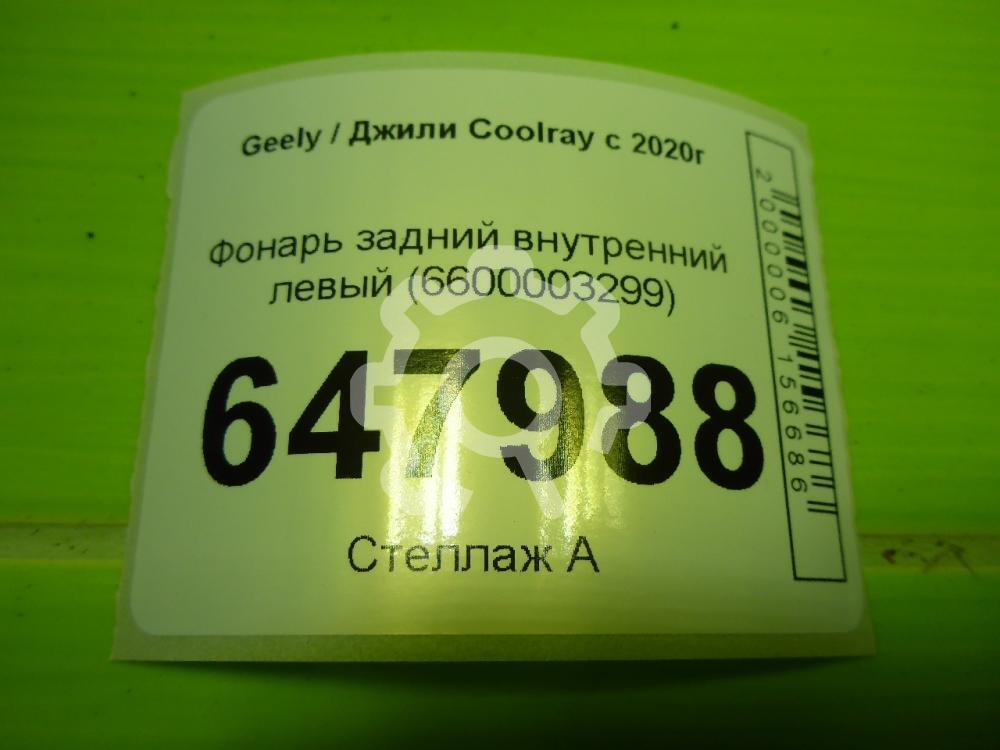 Geely / Джили Coolray с 2020г
Фонарь задний внутренний
левый (6600003299)
647988
Стеллаж А
2000006156686